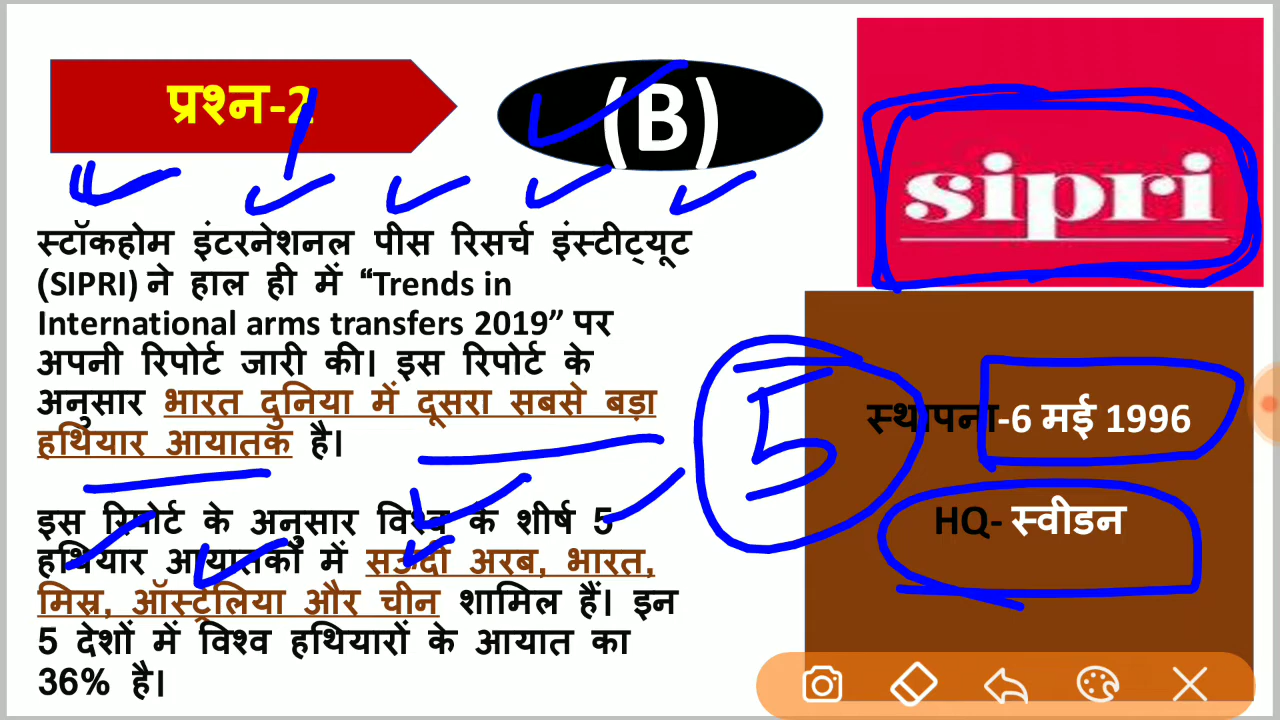 प्रश्न-2
(B)
sipri
स्टॉकहोम इंटरनेशनल पीस रिसर्च इंस्टीट्यूट
(SIPRI) ने हाल ही में “Trends in
International arms transfers 2019” पर
अपनी रिपोर्ट जारी की। इस रिपोर्ट के
अनुसार भारत दुनिया में दूसरा सबसे बड़ा
हथियार आयातक है।
इस रिपोर्ट के अनुसार विश्व के शीर्ष 5
हथियार आयातकों में सऊदी अरब, भारत,
मिस्र, ऑस्ट्रेलिया और चीन शामिल हैं। इन
5 देशों में विश्व हथियारों के आयात का
36% है।
5
स्थापना-6 मई 1996
HQ- स्वीडन